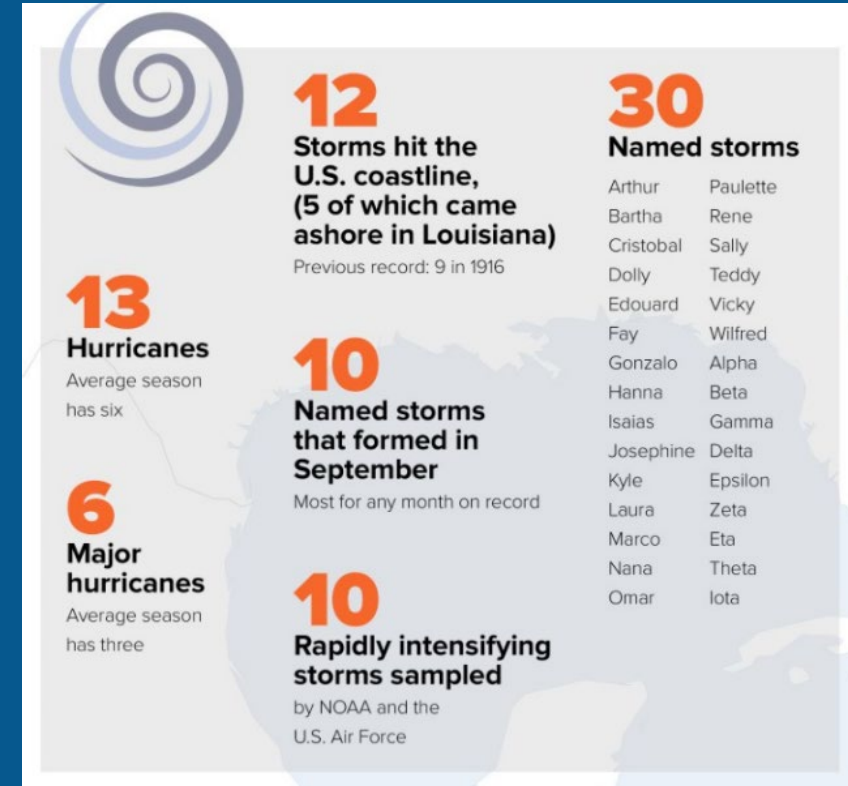 13
Hurricanes
Average season
has six
6
Major
hurricanes
Average season
has three
12
Storms hit the
U.S. coastline,
(5 of which came
ashore in Louisiana)
Previous record: 9 in 1916
10
Named storms
that formed in
September
Most for any month on record
10
Rapidly intensifying
storms sampled
by NOAA and the
U.S. Air Force
30
Named storms
Arthur Paulette
Bartha Rene
Cristobal Sally
Dolly Teddy
Edouard Vicky
Fay Wilfred
Gonzalo Alpha
Hanna Beta
Isaias Gamma
Josephine Delta
Kyle Epsilon
Laura Zeta
Marco Eta
Nana Theta
Omar Iota